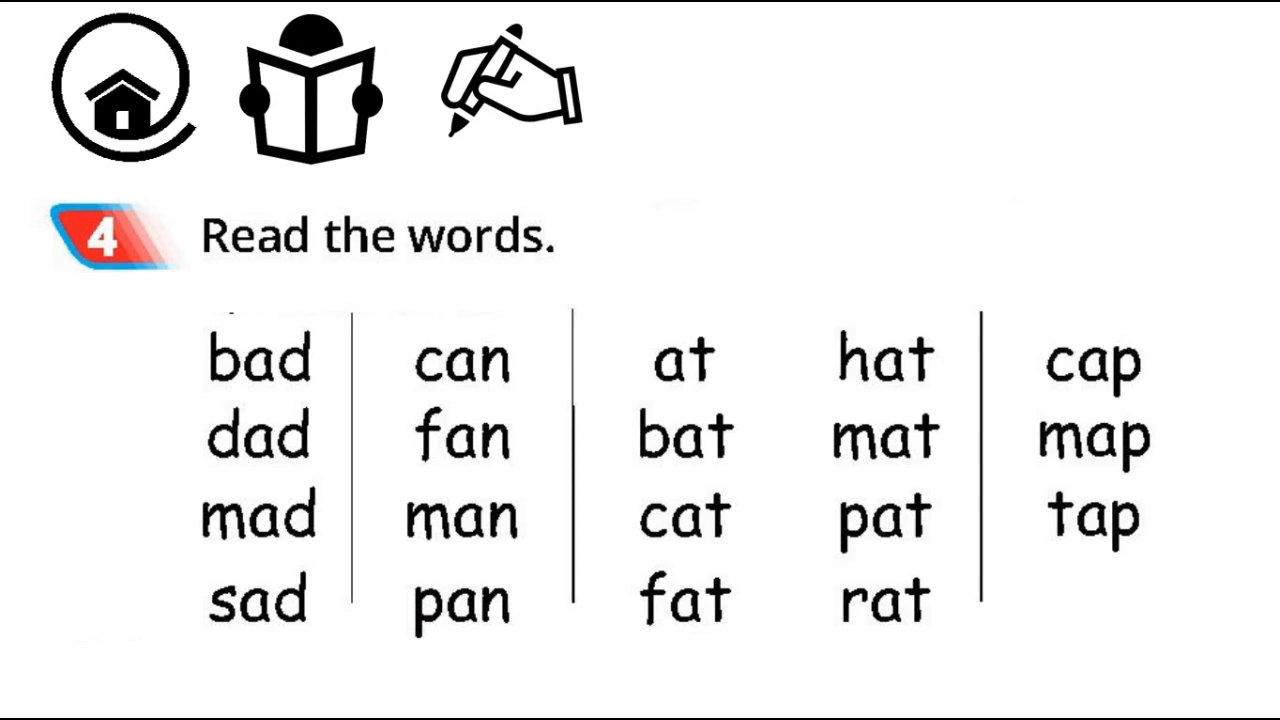 4 Read the words.
bad can at hat cap
dad fan bat mat map
mad man cat pat tap
sad pan fat rat